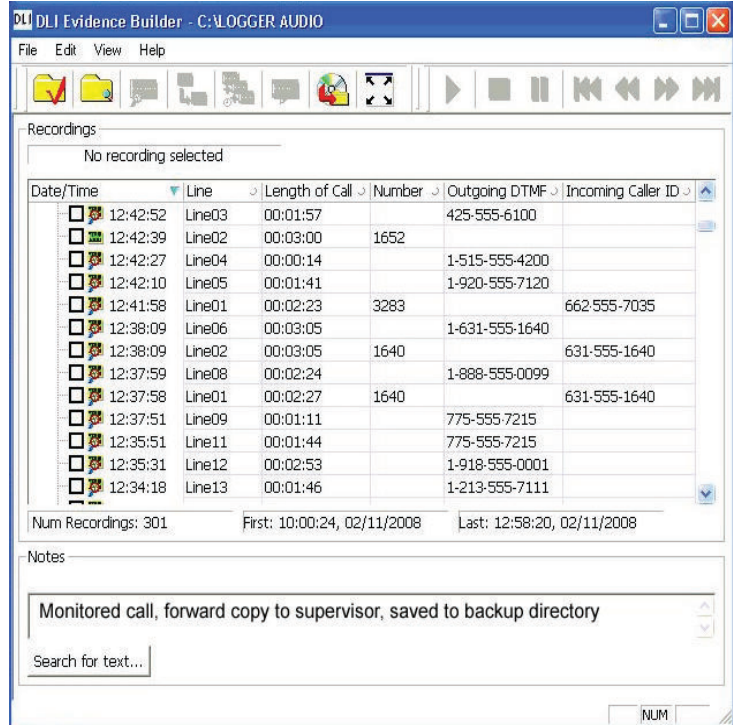 DLI DLI Evidence Builder - C:\LOGGER AUDIO
File Edit View Help
Recordings
No recording selected
Date/Time Line Length of Call Number Outgoing DTMF Incoming Caller ID
12:42:52 Line03 00:01:57 425-555-6100
12:42:39 Line02 00:03:00 1652
12:42:27 Line04 00:00:14 1-515-555-4200
12:42:10 Line05 00:01:41 1-920-555-7120
12:41:58 Line01 00:02:23 3283 662-555-7035
12:38:09 Line06 00:03:05 1-631-555-1640
12:38:09 Line02 00:03:05 1640 631-555-1640
12:37:59 Line08 00:02:24 1-888-555-0099
12:37:58 Line01 00:02:27 1640 631-555-1640
12:37:51 Line09 00:01:11 775-555-7215
12:35:51 Line11 00:01:44 775-555-7215
12:35:31 Line12 00:02:53 1-918-555-0001
12:34:18 Line13 00:01:46 1-213-555-7111
Num Recordings: 301 First: 10:00:24, 02/11/2008 Last: 12:58:20, 02/11/2008
Notes
Monitored call, forward copy to supervisor, saved to backup directory
Search for text...
NUM